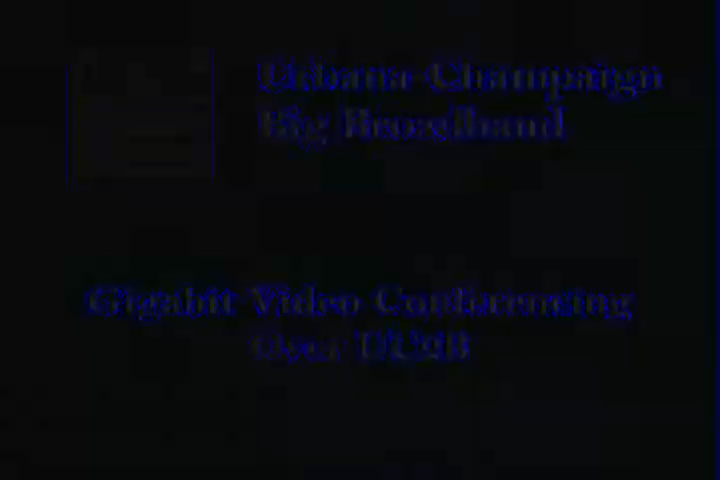 Urbana-Champaign
Big Broadband
Gigabit Video Conferencing
Over UC2B